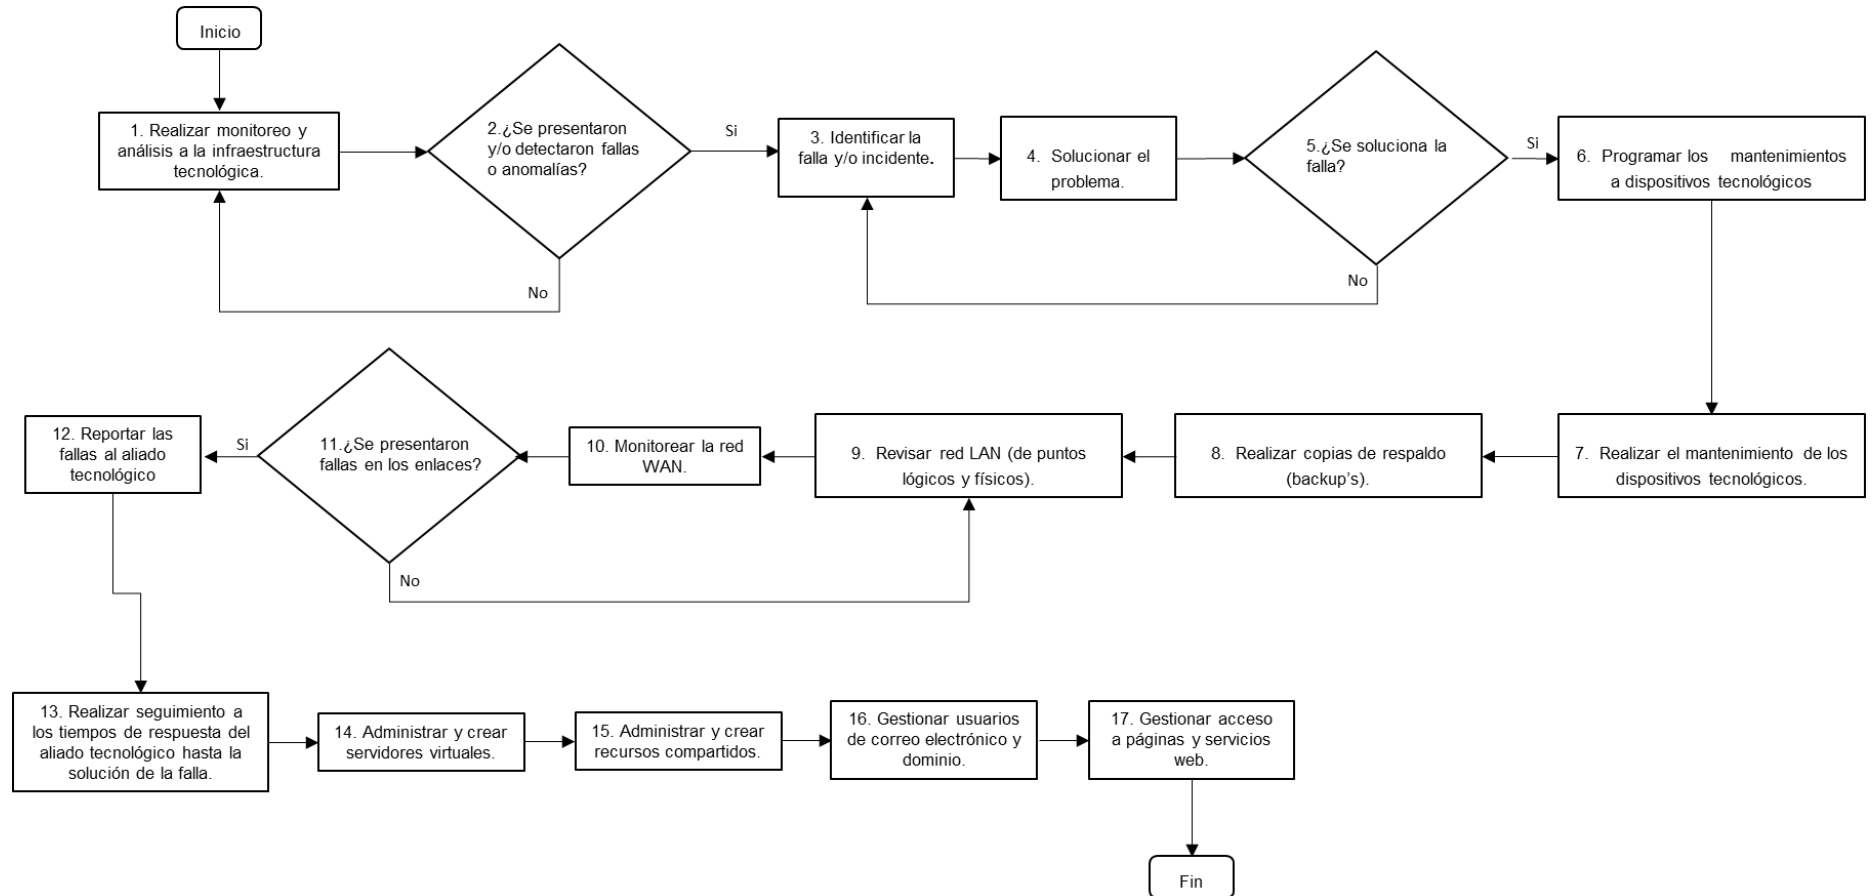 Inicio
1. Realizar monitoreo y
análisis a la infraestructura
tecnológica.
2.¿Se presentaron
y/o detectaron fallas
o anomalías?
Si
No
3. Identificar la
falla y/o incidente.
4. Solucionar el
problema.
5.¿Se soluciona la
falla?
Si
No
6. Programar los mantenimientos
a dispositivos tecnológicos
7. Realizar el mantenimiento de los
dispositivos tecnológicos.
8. Realizar copias de respaldo
(backup’s).
9. Revisar red LAN (de puntos
lógicos y físicos).
10. Monitorear la red
WAN.
11.¿Se presentaron
fallas en los enlaces?
Si
No
12. Reportar las
fallas al aliado
tecnológico
13. Realizar seguimiento a
los tiempos de respuesta del
aliado tecnológico hasta la
solución de la falla.
14. Administrar y crear
servidores virtuales.
15. Administrar y crear
recursos compartidos.
16. Gestionar usuarios
de correo electrónico y
dominio.
17. Gestionar acceso
a páginas y servicios
web.
Fin